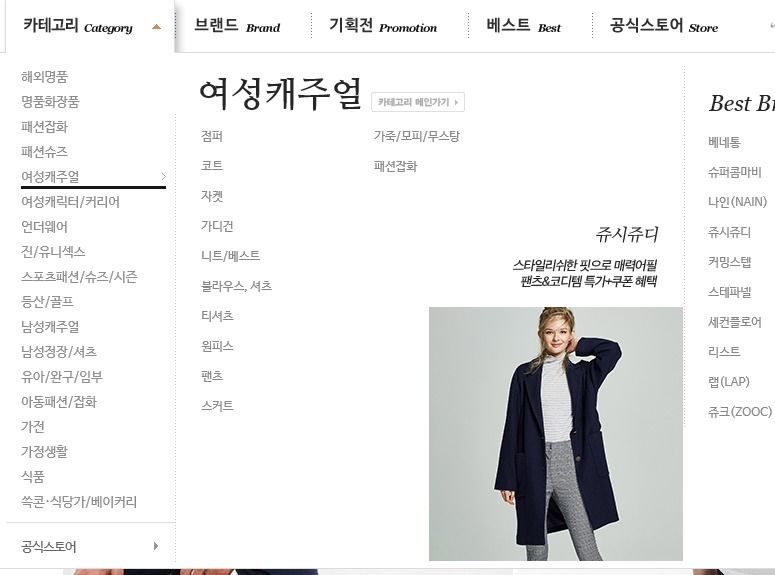 카테고리 Category
브랜드 Brand
기획전 Promotion
베스트 Best
공식스토어 Store
해외명품
명품화장품
패션잡화
패션슈즈
여성캐주얼
여성캐릭터/커리어
언더웨어
진/유니섹스
스포츠패션/슈즈/시즌
등산/골프
남성캐주얼
남성정장/셔츠
유아/완구/임부
아동패션/잡화
가전
가정생활
식품
쓱콘·식당가/베이커리
공식스토어
여성캐주얼
카테고리 메인가기
점퍼
코트
자켓
가디건
니트/베스트
블라우스, 셔츠
티셔츠
원피스
팬츠
스커트
가죽/모피/무스탕
패션잡화
쥬시쥬디
스타일리쉬한 핏으로 매력어필
팬츠&코디템 특가+쿠폰 혜택
Best
베네통
슈퍼콤마비
나인(NAIN)
쥬시쥬디
커밍스텝
스테파넬
세컨플로어
리스트
랩(LAP)
쥬크(ZOOC)